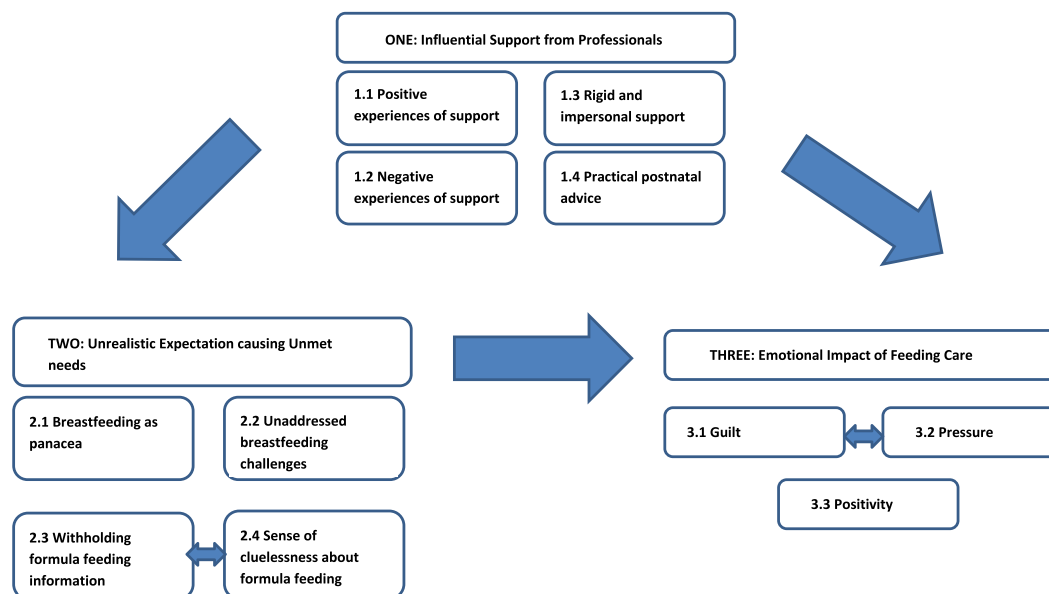 ONE: Influential Support from Professionals
1.1 Positive
experiences of support
1.3 Rigid and
impersonal support
1.2 Negative
experiences of support
1.4 Practical postnatal
advice
TWO: Unrealistic Expectation causing Unmet
needs
2.1 Breastfeeding as
panacea
2.2 Unaddressed
breastfeeding
challenges
2.3 Withholding
formula feeding
information
2.4 Sense of
cluelessness about
formula feeding
THREE: Emotional Impact of Feeding Care
3.1 Guilt
3.2 Pressure
3.3 Positivity